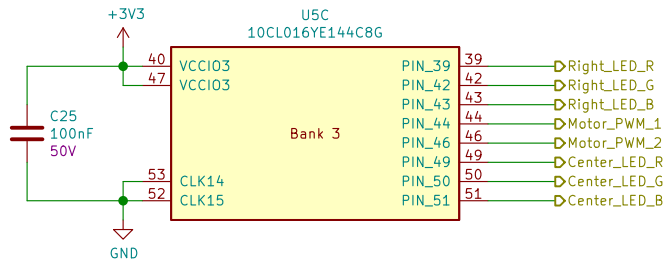 +3V3
U5C
10CL016YE144C8G
40 VCCIO3 PIN_39 39 Right_LED_R
47 VCCIO3 PIN_42 42 Right_LED_G
PIN_43 43 Right_LED_B
C25
100nF
50V
PIN_44 44 Motor_PWM_1
Bank 3
PIN_46 46 Motor_PWM_2
PIN_49 49 Center_LED_R
53 CLK14 PIN_50 50 Center_LED_G
52 CLK15 PIN_51 51 Center_LED_B
GND